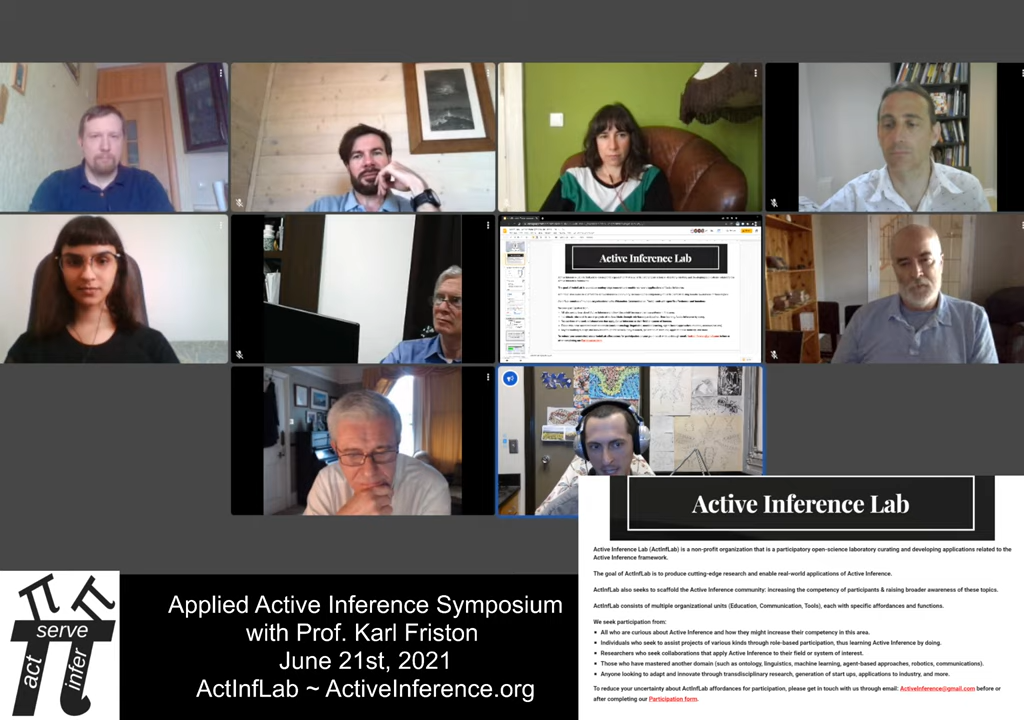 Active Inference Lab
Active Inference Lab
Active Inference Lab (ActInfLab) is a non-profit organization that is a participatory open-science laboratory curating and developing applications related to the
Active Inference framework.
The goal of ActInfLab is to produce cutting-edge research and enable real-world applications of Active Inference.
ActInfLab also seeks to scaffold the Active Inference community: increasing the competency of participants & raising broader awareness of these topics.
ActInfLab consists of multiple organizational units (Education, Communication, Tools), each with specific affordances and functions.
We seek participation from:
• All who are curious about Active Inference and how they might increase their competency in this area.
• Individuals who seek to assist projects of various kinds through role-based participation, thus learning Active Inference by doing.
• Researchers who seek collaborations that apply Active Inference to their field or system of interest.
• Those who have mastered another domain (such as ontology, linguistics, machine learning, agent-based approaches, robotics, communications).
• Anyone looking to adapt and innovate through transdisciplinary research, generation of start ups, applications to industry, and more.
To reduce your uncertainty about ActInfLab affordances for participation, please get in touch with us through email: ActiveInference@gmail.com before or
after completing our Participation form.
π π
serve
act
infer
Applied Active Inference Symposium
with Prof. Karl Friston
June 21st, 2021
ActInfLab ~ ActiveInference.org